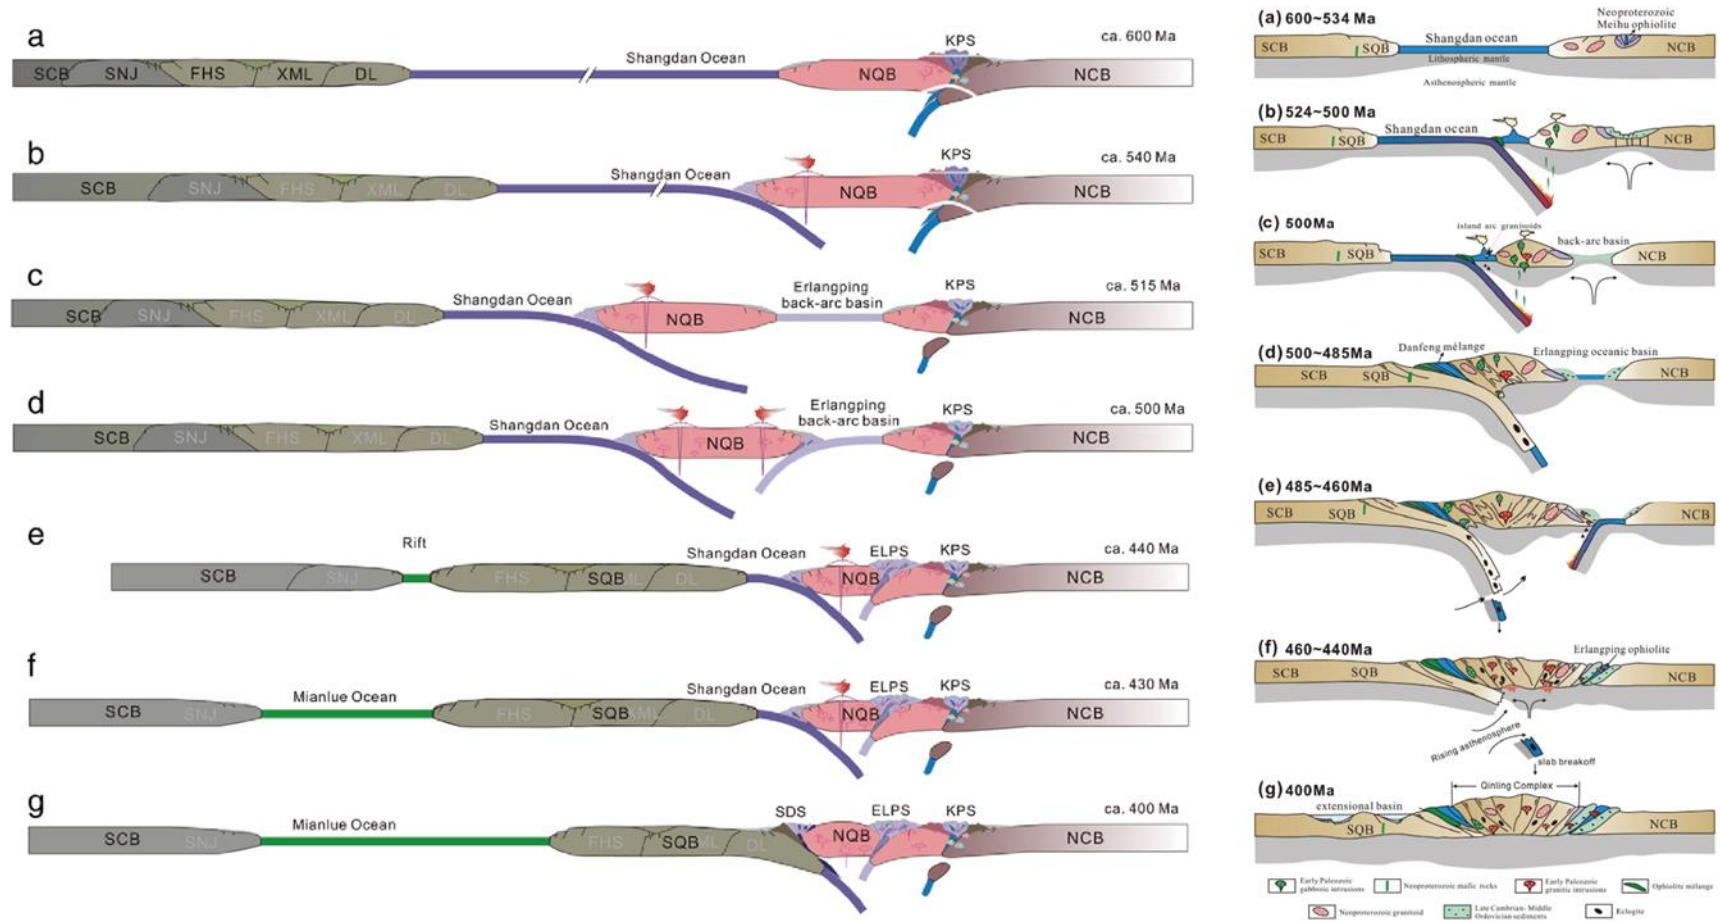 a
KPS
ca. 600 Ma
Shangdan Ocean
SCB SNJ FHS XML DL NQB NCB
b
KPS
ca. 540 Ma
Shangdan Ocean
SCB SNJ FHS XML DL NQB NCB
c
Erlangping
back-arc basin
KPS
ca. 515 Ma
Shangdan Ocean
SCB SNJ FHS XML DL NQB NCB
d
Erlangping
back-arc basin
KPS
ca. 500 Ma
Shangdan Ocean
SCB SNJ FHS XML DL NQB NCB
e
Rift
Shangdan Ocean
ELPS
KPS
ca. 440 Ma
SCB SNJ FHS SQB DL NQB NCB
f
Mianlue Ocean
Shangdan Ocean
ELPS
KPS
ca. 430 Ma
SCB SNJ FHS SQB XML DL NQB NCB
g
Mianlue Ocean
SDS
ELPS
KPS
ca. 400 Ma
SCB SNJ FHS SQB DL NQB NCB
(a) 600~534 Ma
Neoproterozoic
Meihu ophiolite
Shangdan ocean
SCB SQB NCB
Lithospheric mantle
Asthenospheric mantle
(b) 524~500 Ma
Shangdan ocean
SCB SQB NCB
(c) 500Ma
island arc granitoids
back-arc basin
SCB SQB NCB
(d) 500~485Ma
Danfeng mélange
Erlangping oceanic basin
SCB SQB NCB
(e) 485~460Ma
SCB SQB NCB
(f) 460~440Ma
Erlangping ophiolite
SCB SQB NCB
Rising asthenosphere
slab breakoff
(g) 400Ma
Qinling Complex
extensional basin
SQB NCB
Early Paleozoic
gabbroic intrusions
Neoproterozoic mafic rocks
Early Paleozoic
granitic intrusions
Ophiolite mélange
Neoproterozoic granitoid
Late Cambrian- Middle
Ordovician sediments
Eclogite